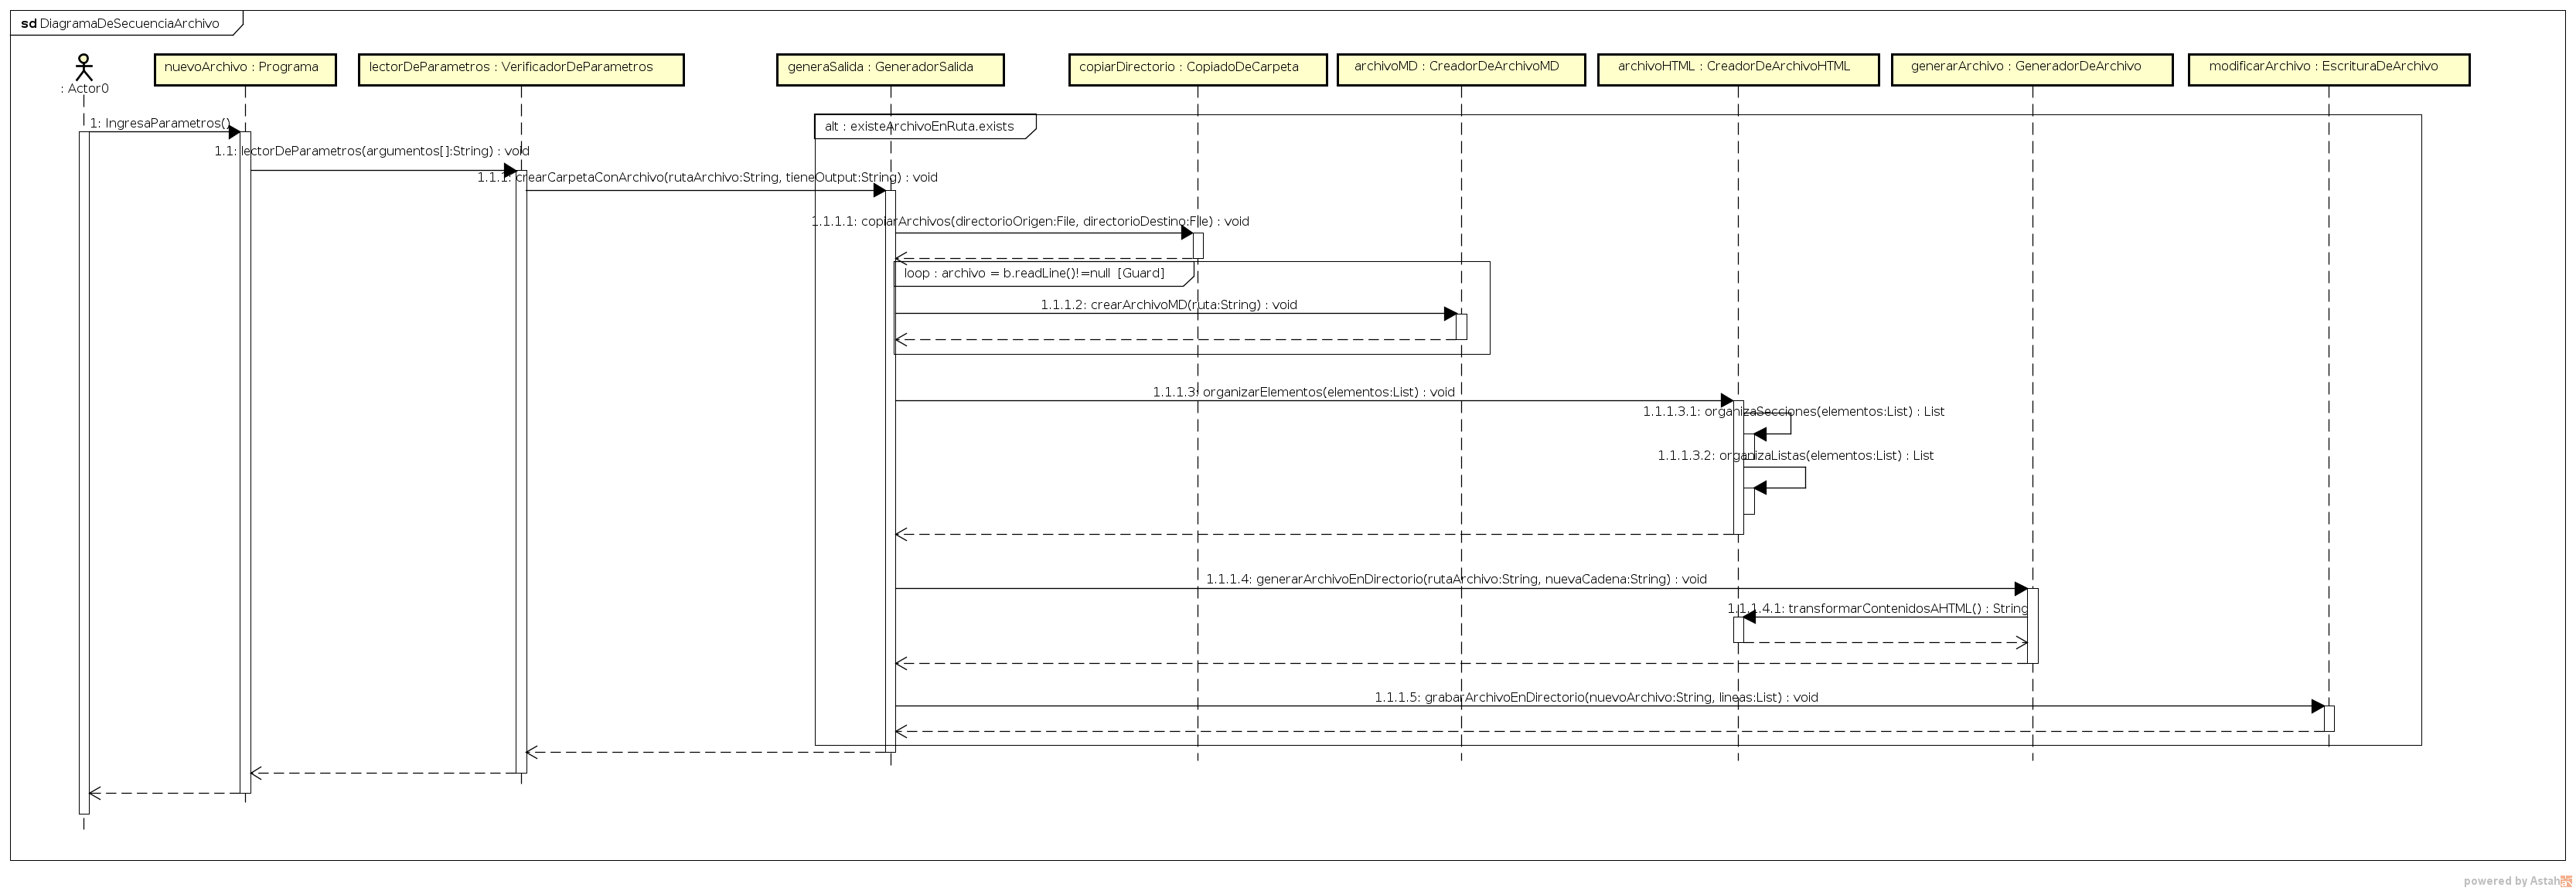 sd DiagramaDeSecuenciaArchivo
: Actor0
nuevoArchivo : Programa
lectorDeParametros : VerificadorDeParametros
generaSalida : GeneradorSalida
copiarDirectorio : CopiadoDeCarpeta
archivoMD : CreadorDeArchivoMD
archivoHTML : CreadorDeArchivoHTML
generarArchivo : GeneradorDeArchivo
modificarArchivo : EscrituraDeArchivo
1: IngresaParametros()
alt : existeArchivoEnRuta.exists
1.1: lectorDeParametros(argumentos[]:String) : void
1.1.1: crearCarpetaConArchivo(rutaArchivo:String, tieneOutput:String) : void
1.1.1.1: copiarArchivos(directorioOrigen:File, directorioDestino:File) : void
loop : archivo = b.readLine()!=null [Guard]
1.1.1.2: crearArchivoMD(ruta:String) : void
1.1.1.3: organizarElementos(elementos:List) : void
1.1.1.3.1: organizaSecciones(elementos:List) : List
1.1.1.3.2: organizaListas(elementos:List) : List
1.1.1.4: generarArchivoEnDirectorio(rutaArchivo:String, nuevaCadena:String) : void
1.1.1.4.1: transformarContenidosAHTML() : String
1.1.1.5: grabarArchivoEnDirectorio(nuevoArchivo:String, lineas:List) : void
powered by Astah